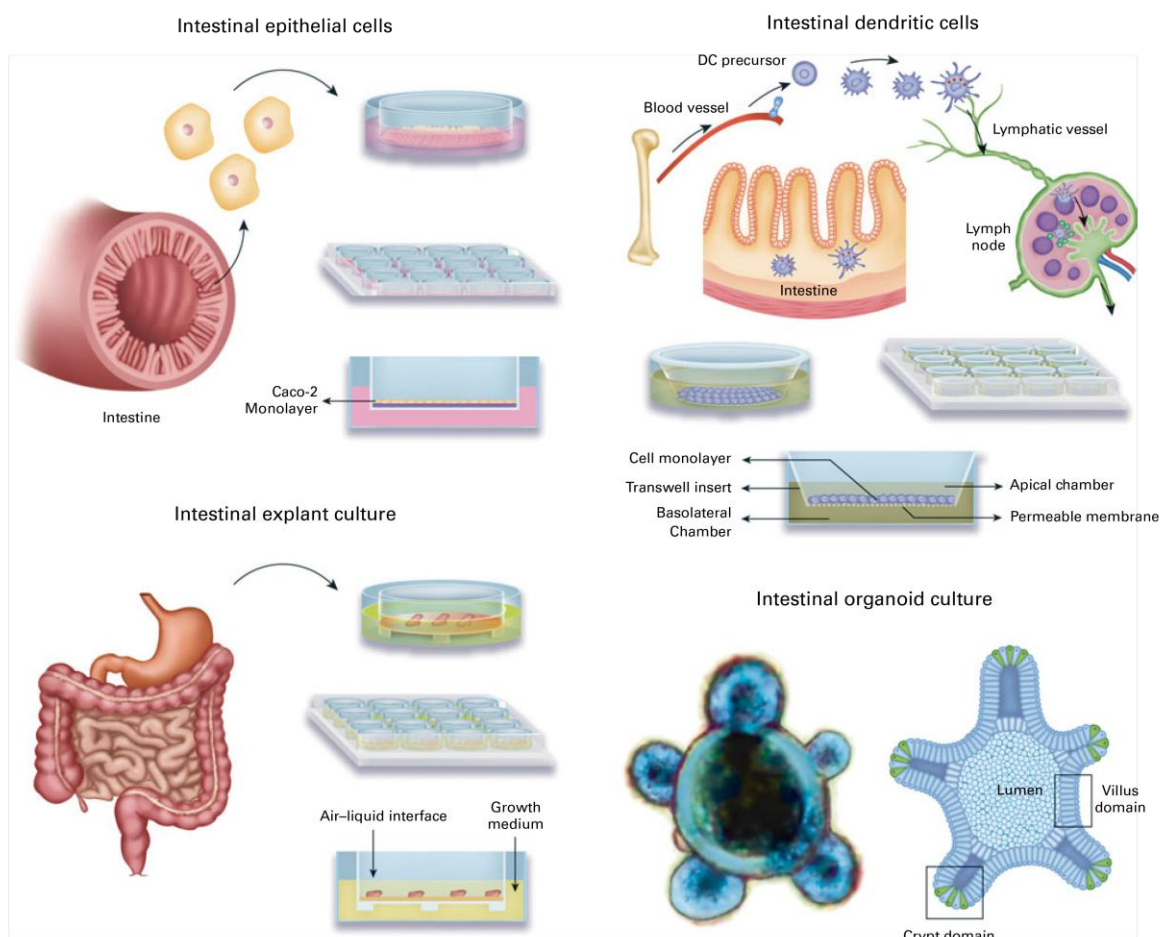 Intestinal epithelial cells
Caco-2
Monolayer
Intestine
Intestinal dendritic cells
DC precursor
Blood vessel
Lymphatic vessel
Lymph
node
Intestine
Cell monolayer
Transwell insert
Basolateral
Chamber
Apical chamber
Permeable membrane
Intestinal explant culture
Air–liquid interface
Growth
medium
Intestinal organoid culture
Lumen
Villus
domain
Crypt domain